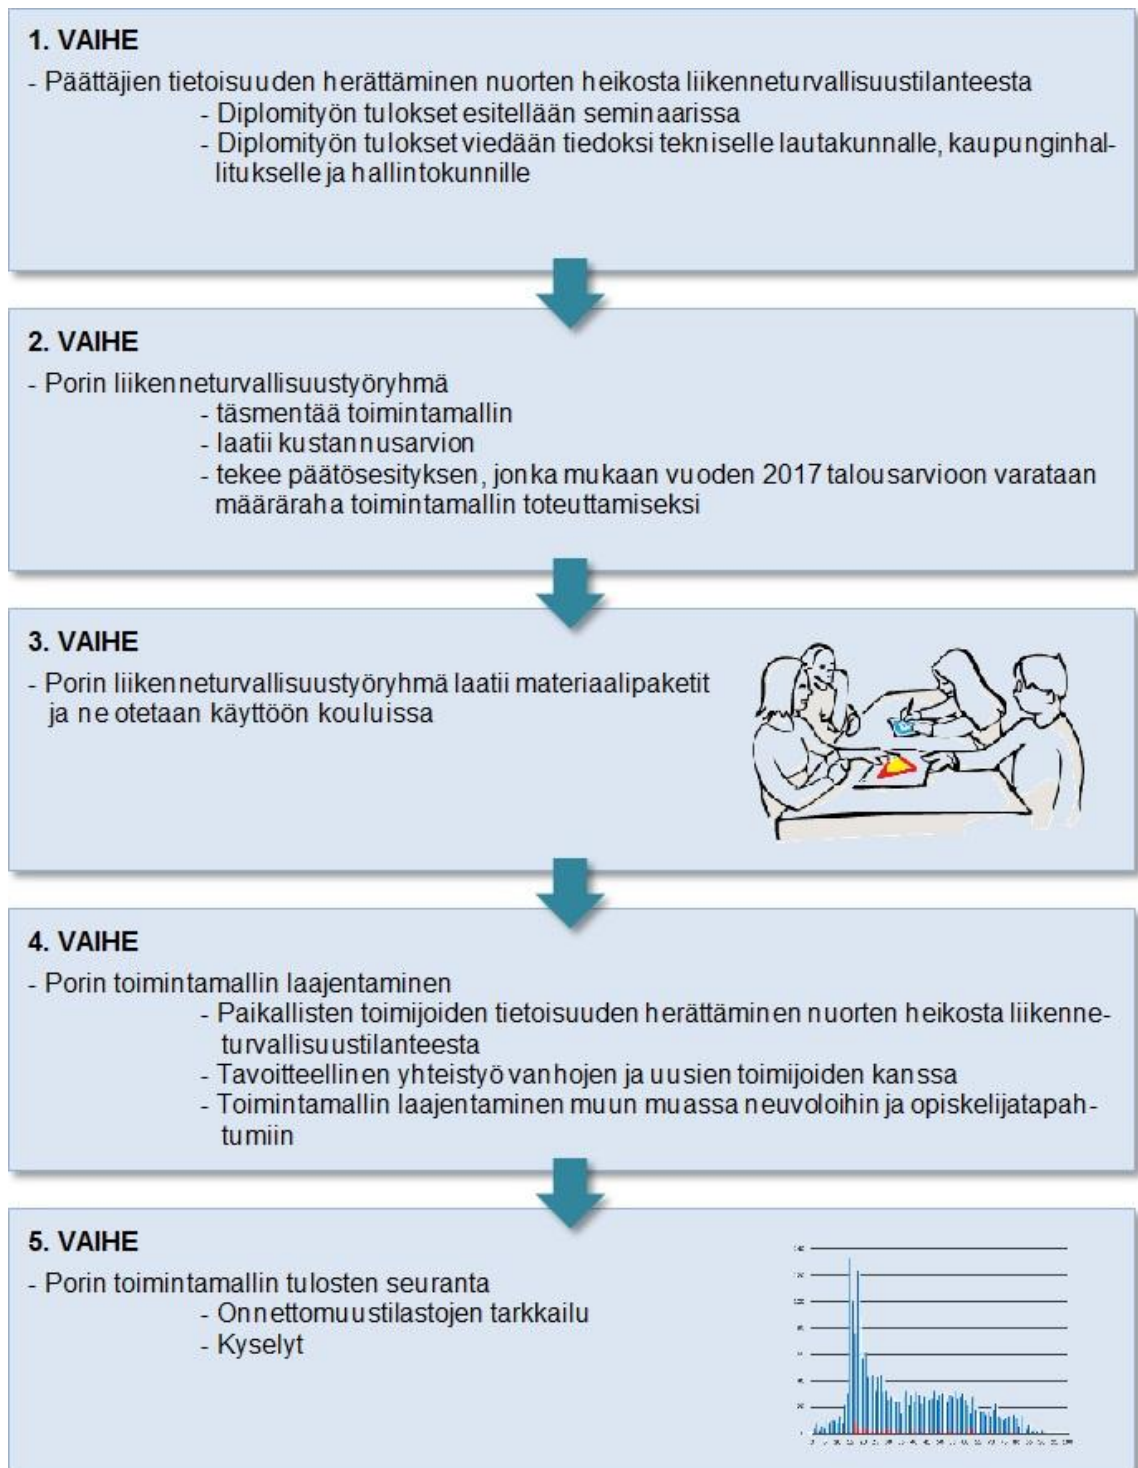 1. VAIHE
- Päättäjien tietoisuuden herättäminen nuorten heikosta liikenneturvallisuustilanteesta
- Diplomityön tulokset esitellään seminaarissa
- Diplomityön tulokset viedään tiedoksi tekniselle lautakunnalle, kaupunginhal-
litukselle ja hallintokunnille
2. VAIHE
- Porin liikenneturvallisuustyöryhmä
- täsmentää toimintamallin
- laatii kustannusarvion
- tekee päätösesityksen, jonka mukaan vuoden 2017 talousarvioon varataan
määräraha toimintamallin toteuttamiseksi
3. VAIHE
- Porin liikenneturvallisuustyöryhmä laatii materiaalipaketit
ja ne otetaan käyttöön kouluissa
4. VAIHE
- Porin toimintamallin laajentaminen
- Paikallisten toimijoiden tietoisuuden herättäminen nuorten heikosta liikenne-
turvallisuustilanteesta
- Tavoitteellinen yhteistyö vanhojen ja uusien toimijoiden kanssa
- Toimintamallin laajentaminen muun muassa neuvoloihin ja opiskelijatapah-
tumiin
5. VAIHE
- Porin toimintamallin tulosten seuranta
- Onnettomuustilastojen tarkkailu
- Kyselyt